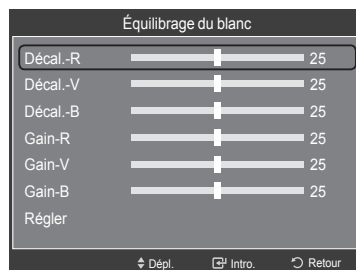 Équilibrage du blanc
Décal.-R 25
Décal.-V 25
Décal.-B 25
Gain-R 25
Gain-V 25
Gain-B 25
Régler
Dépl. Intro. Retour